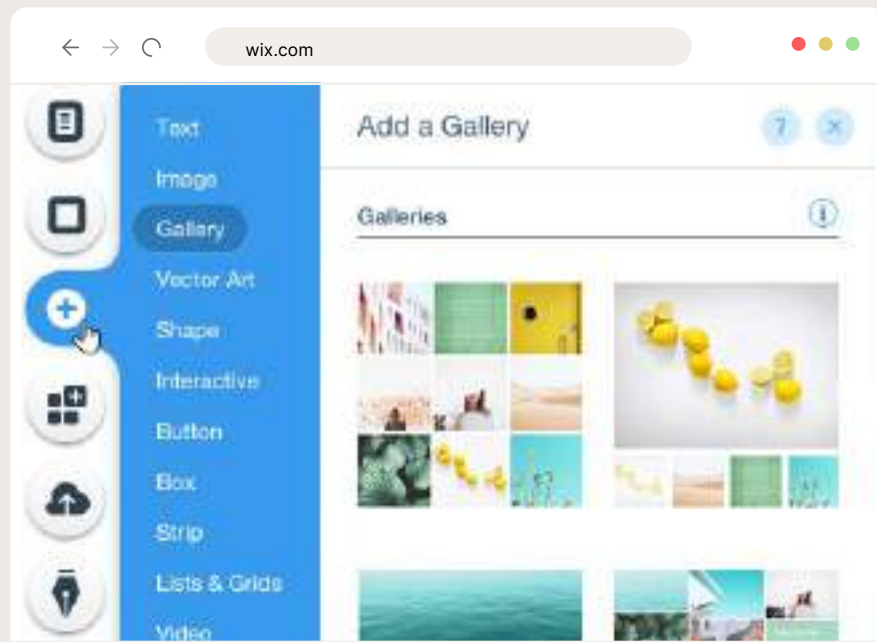 wix.com
Text
Image
Gallery
Vector Art
Shape
Interactive
Button
Box
Strip
Lists & Grids
Video
Add a Gallery
?
×
Galleries
i